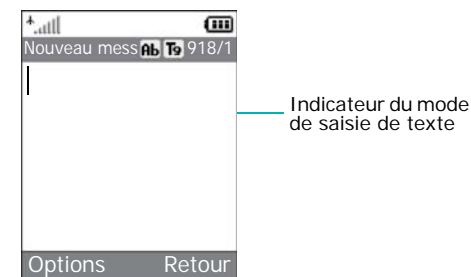 Nouveau mess Ab T9 918/1
Indicateur du mode
de saisie de texte
Options Retour